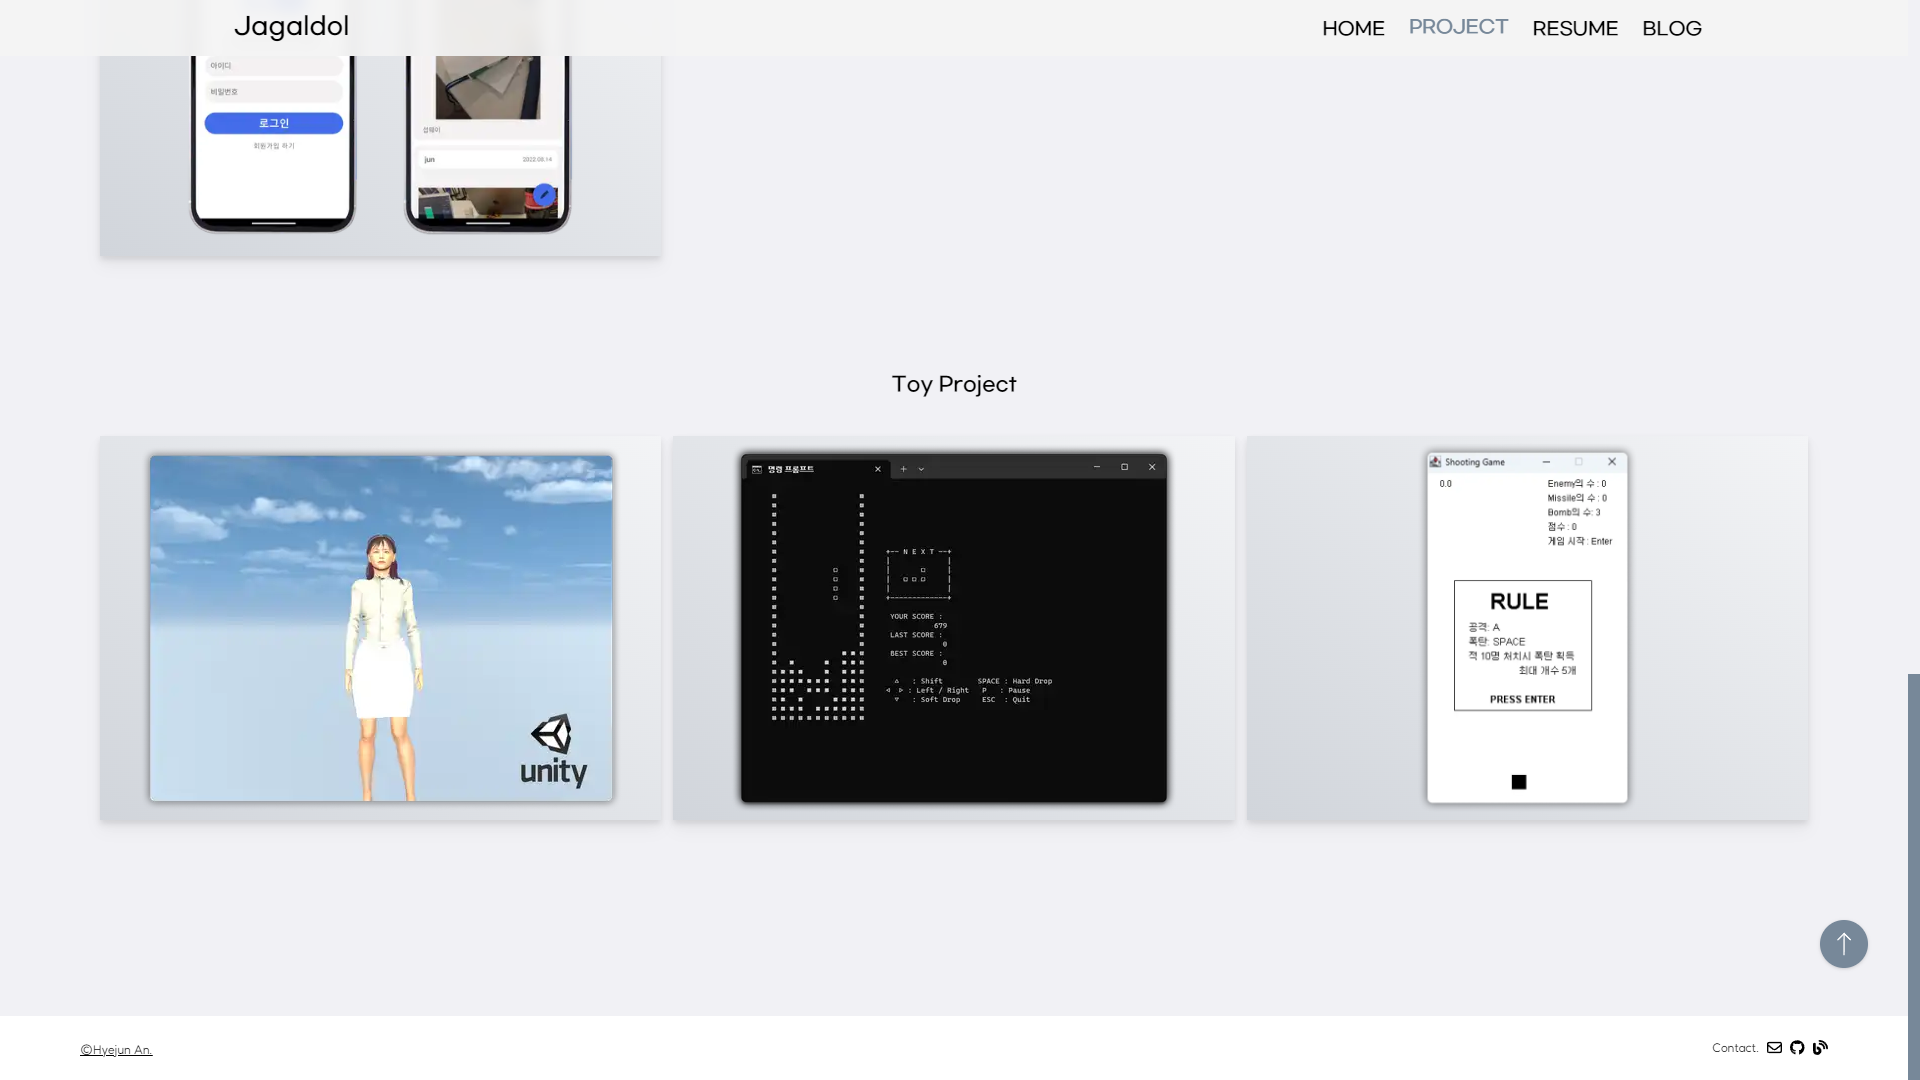 Jagaldol
HOME
PROJECT
RESUME
BLOG
아이디
비밀번호
로그인
회원가입 하기
섭웨이
jun
2022.08.14
Toy Project
unity
명령 프롬프트
+-- N E X T --+
YOUR SCORE :
679
LAST SCORE :
0
BEST SCORE :
0
△ : Shift SPACE : Hard Drop
◁ ▷ : Left / Right P : Pause
▽ : Soft Drop ESC : Quit
Shooting Game
0.0
Enemy의 수 : 0
Missile의 수 : 0
Bomb의 수: 3
점수 : 0
게임 시작 : Enter
RULE
공격: A
폭탄: SPACE
적 10명 처치시 폭탄 획득
최대 개수 5개
PRESS ENTER
©Hyejun An.
Contact.